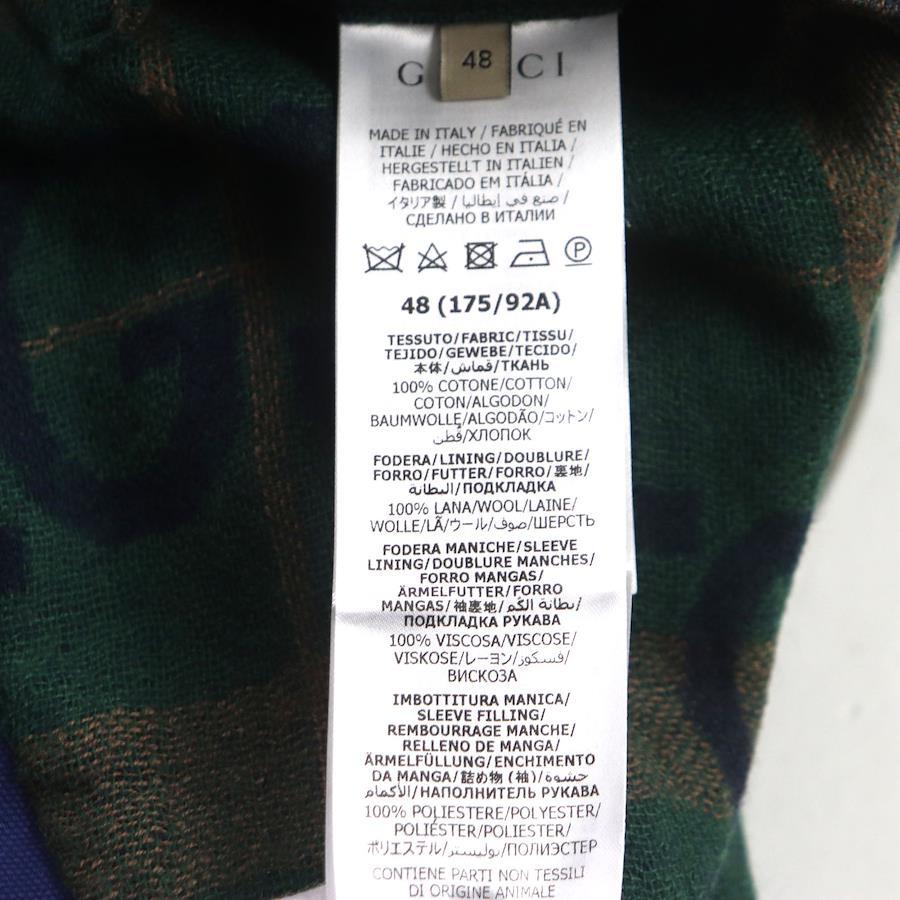 48
G CI
MADE IN ITALY / FABRIQUÉ EN
ITALIE / HECHO EN ITALIA /
HERGESTELLT IN ITALIEN /
FABRICADO EM ITÁLIA /
イタリア製 / صنع في إيطاليا /
СДЕЛАНО В ИТАЛИИ
P
48 (175/92A)
TESSUTO/FABRIC/TISSU/
TEJIDO/GEWEBE/TECIDO/
本体/قماش/ТКАНЬ
100% COTONE/COTTON/
COTON/ALGODON/
BAUMWOLLE/ALGODÃO/コットン/
قُطن/ХЛОПОК
FODERA/LINING/DOUBLURE/
FORRO/FUTTER/FORRO/裏地/
البطانة/ПОДКЛАДКА
100% LANA/WOOL/LAINE/
WOLLE/LÃ/ウール/صوف/ШЕРСТЬ
FODERA MANICHE/SLEEVE
LINING/DOUBLURE MANCHES/
FORRO MANGAS/
ÄRMELFUTTER/FORRO
MANGAS/袖裏地/بطانة الكُم/
ПОДКЛАДКА РУКАВА
100% VISCOSA/VISCOSE/
VISKOSE/レーヨン/فسكوز/
ВИСКОЗА
IMBOTTITURA MANICA/
SLEEVE FILLING/
REMBOURRAGE MANCHE/
RELLENO DE MANGA/
ÄRMELFÜLLUNG/ENCHIMENTO
DA MANGA/詰め物 (袖)/حشوة
الأكمام/НАПОЛНИТЕЛЬ РУКАВА
100% POLIESTERE/POLYESTER/
POLIÉSTER/POLIESTER/
ポリエステル/بوليستر/ПОЛИЭСТЕР
CONTIENE PARTI NON TESSILI
DI ORIGINE ANIMALE